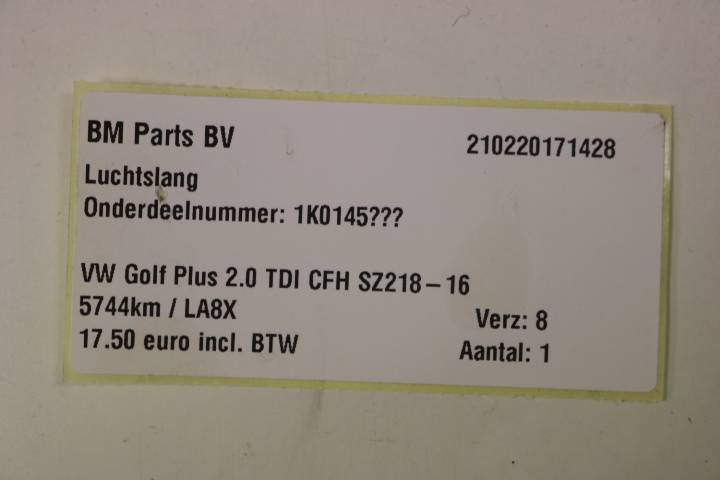 BM Parts BV 210220171428
Luchtslang
Onderdeelnummer: 1K0145???
VW Golf Plus 2.0 TDI CFH SZ218-16
5744km / LA8X Verz: 8
17.50 euro incl. BTW Aantal: 1